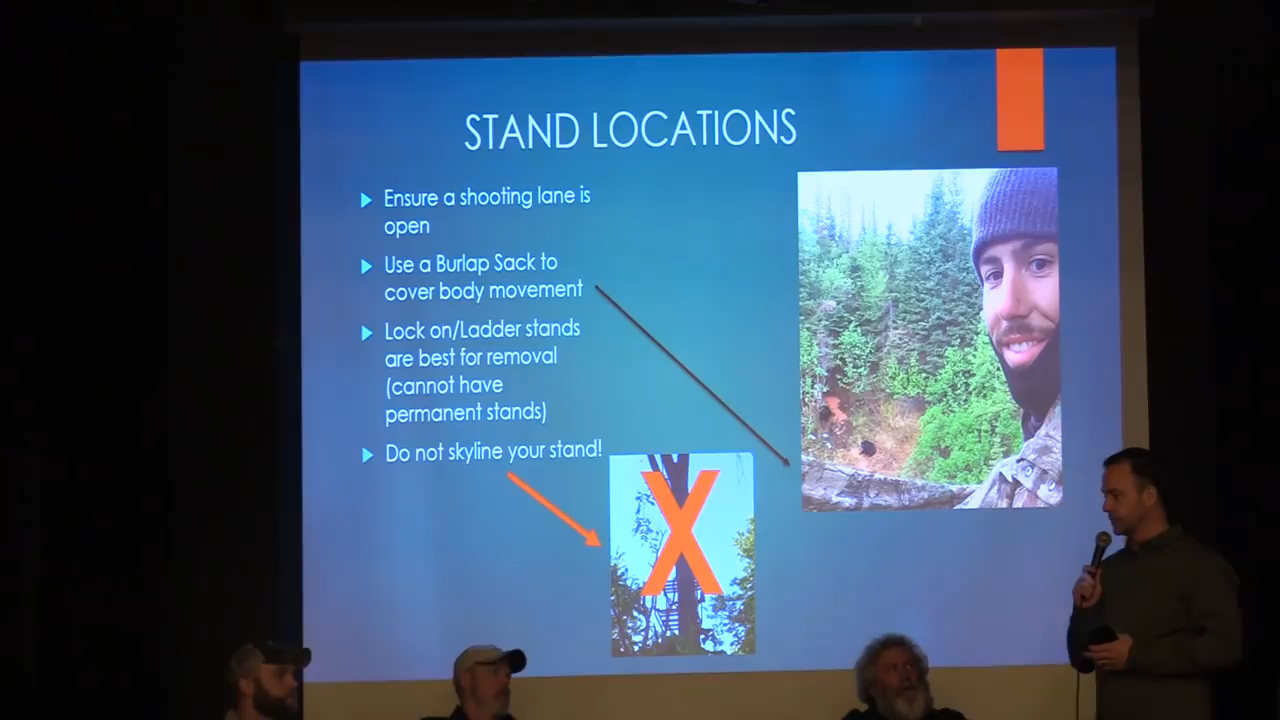 STAND LOCATIONS
Ensure a shooting lane is
open
Use a Burlap Sack to
cover body movement
Lock on/Ladder stands
are best for removal
(cannot have
permanent stands)
Do not skyline your stand!
X